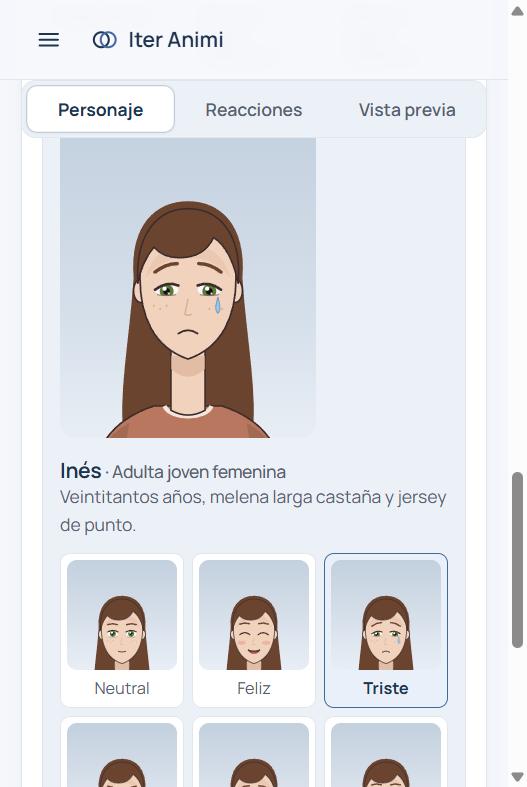 Iter Animi
Personaje Reacciones Vista previa
Inés · Adulta joven femenina
Veintitantos años, melena larga castaña y jersey
de punto.
Neutral Feliz Triste